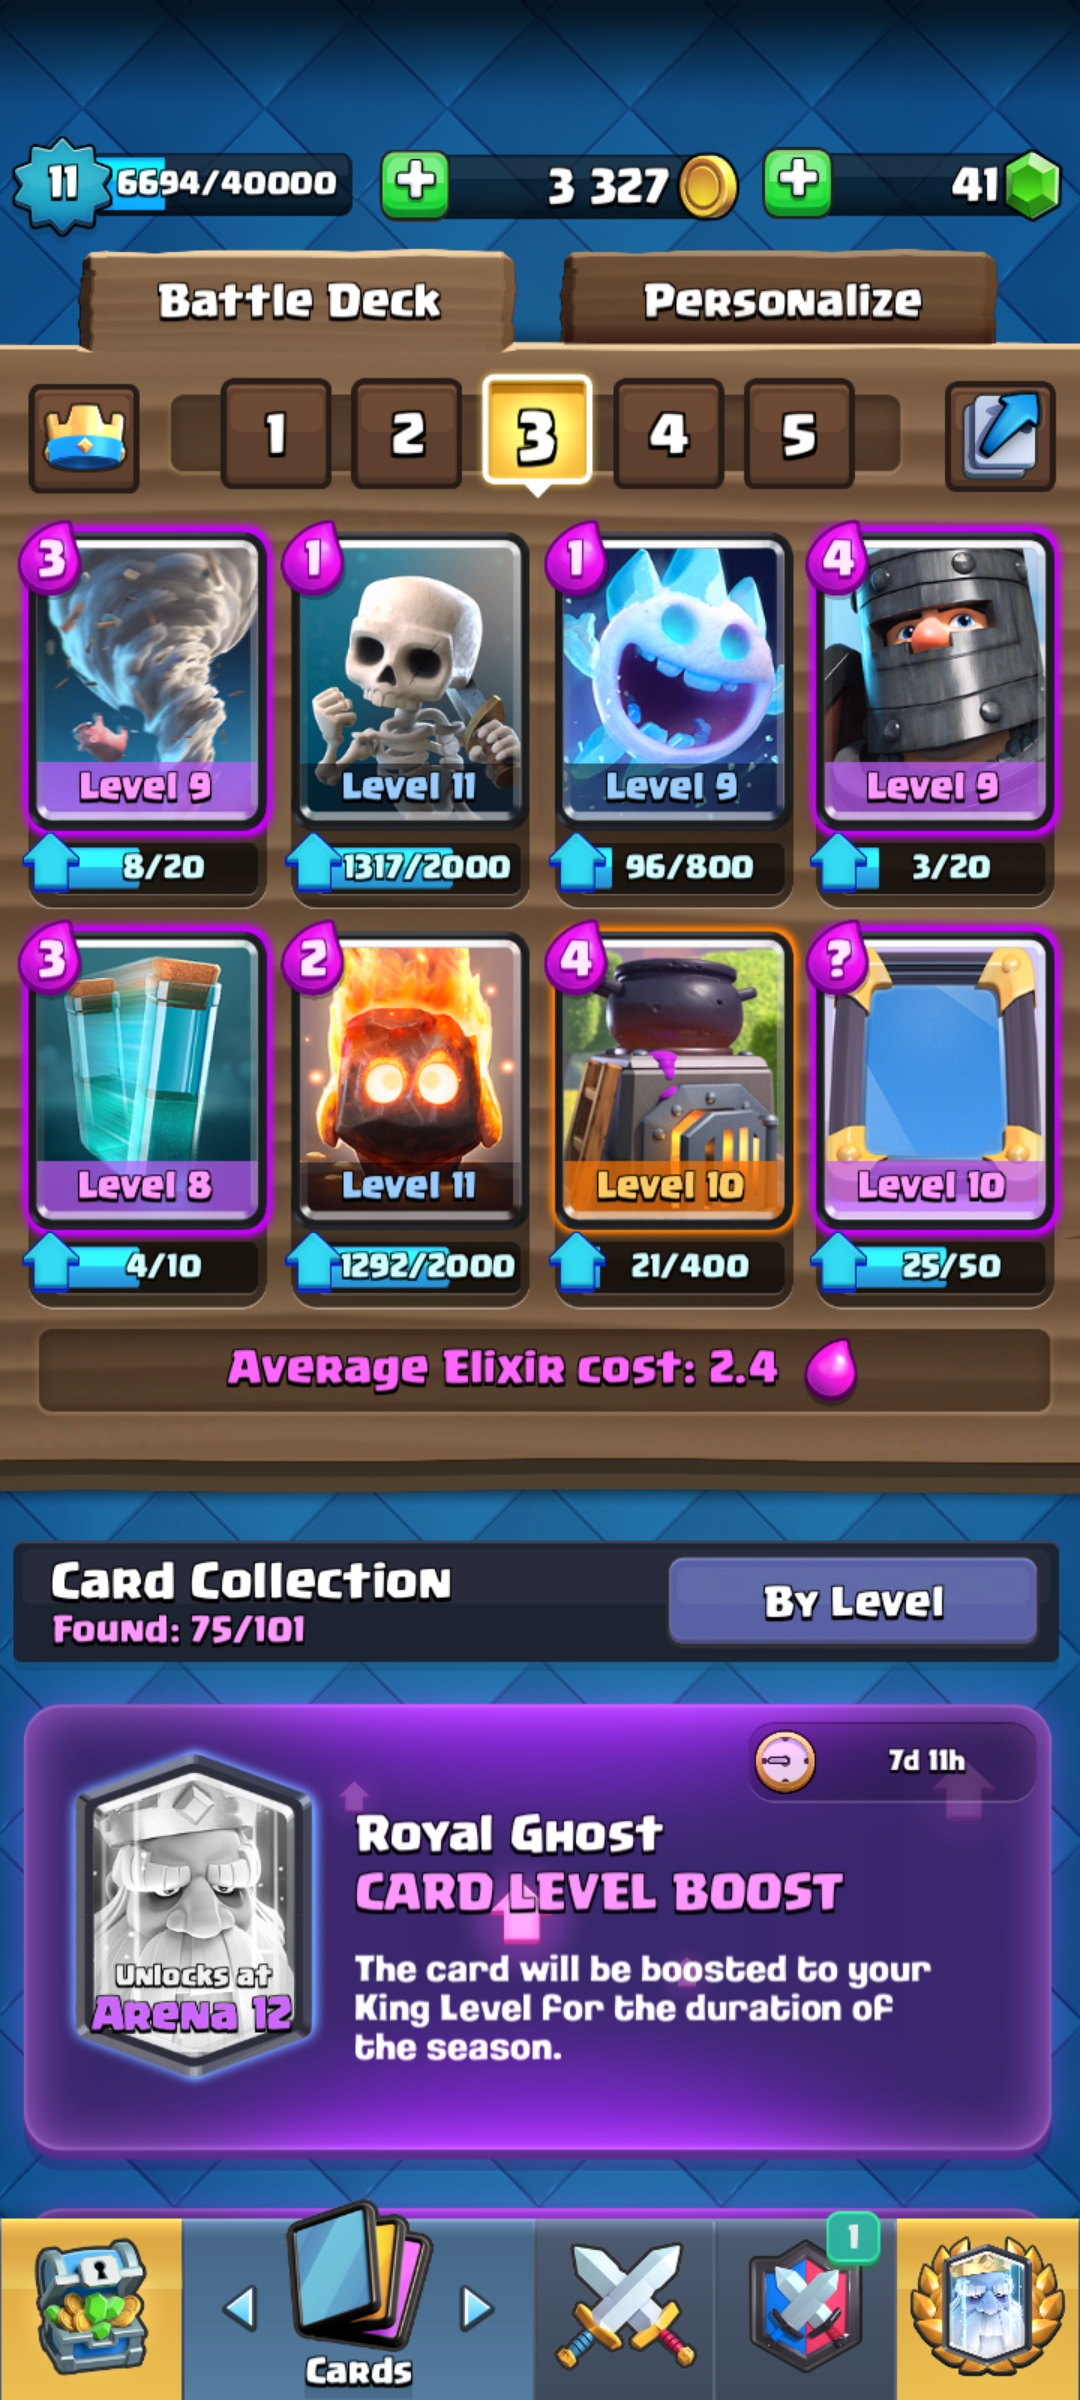 11 6694/40000 3 327 41
Battle Deck Personalize
1 2 3 4 5
3 1 1 4
Level 9 Level 11 Level 9 Level 9
8/20 1317/2000 96/800 3/20
3 2 4 ?
Level 8 Level 11 Level 10 Level 10
4/10 1292/2000 21/400 25/50
Average Elixir cost: 2.4
Card Collection
Found: 75/101
By Level
7d 11h
Royal Ghost
CARD LEVEL BOOST
Unlocks at
Arena 12
The card will be boosted to your
King Level for the duration of
the season.
1
Cards